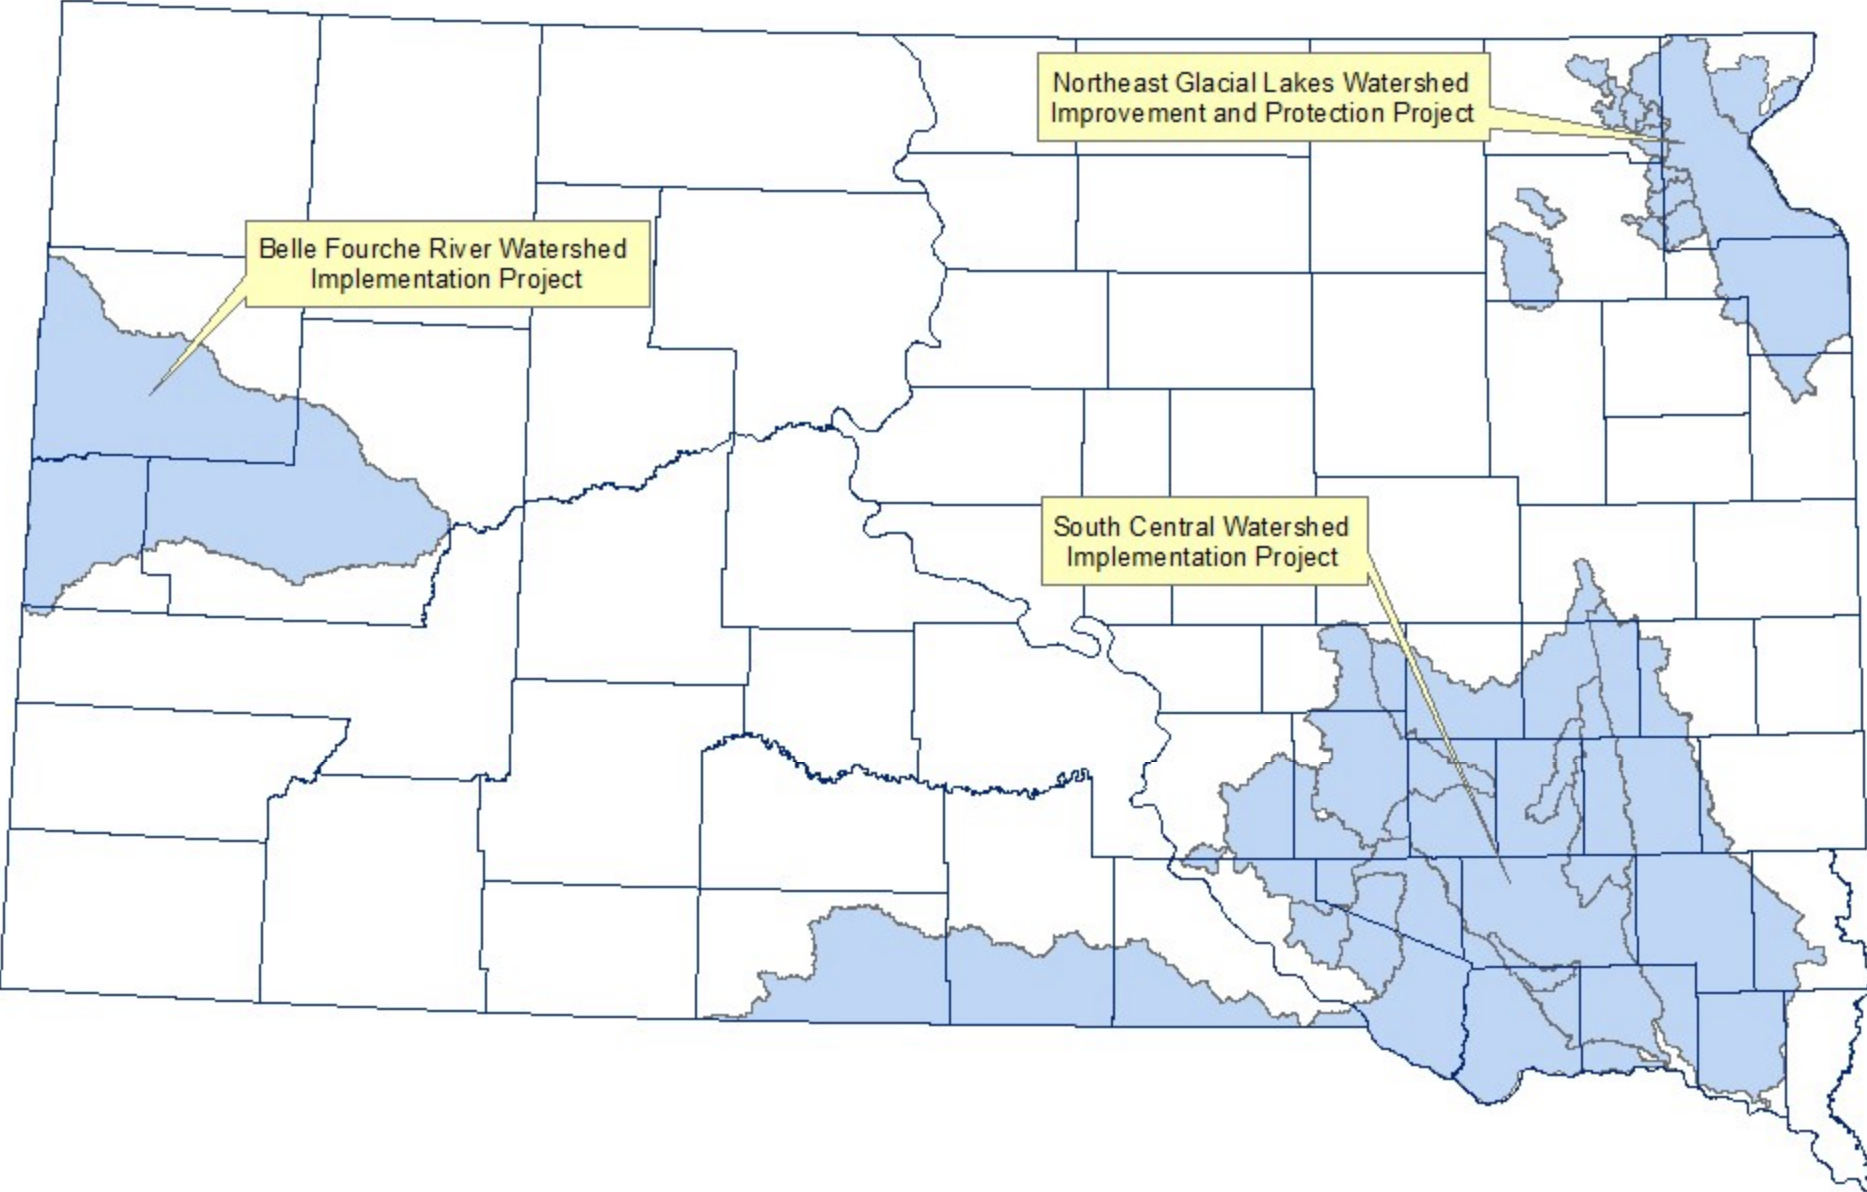 Northeast Glacial Lakes Watershed
Improvement and Protection Project
Belle Fourche River Watershed
Implementation Project
South Central Watershed
Implementation Project